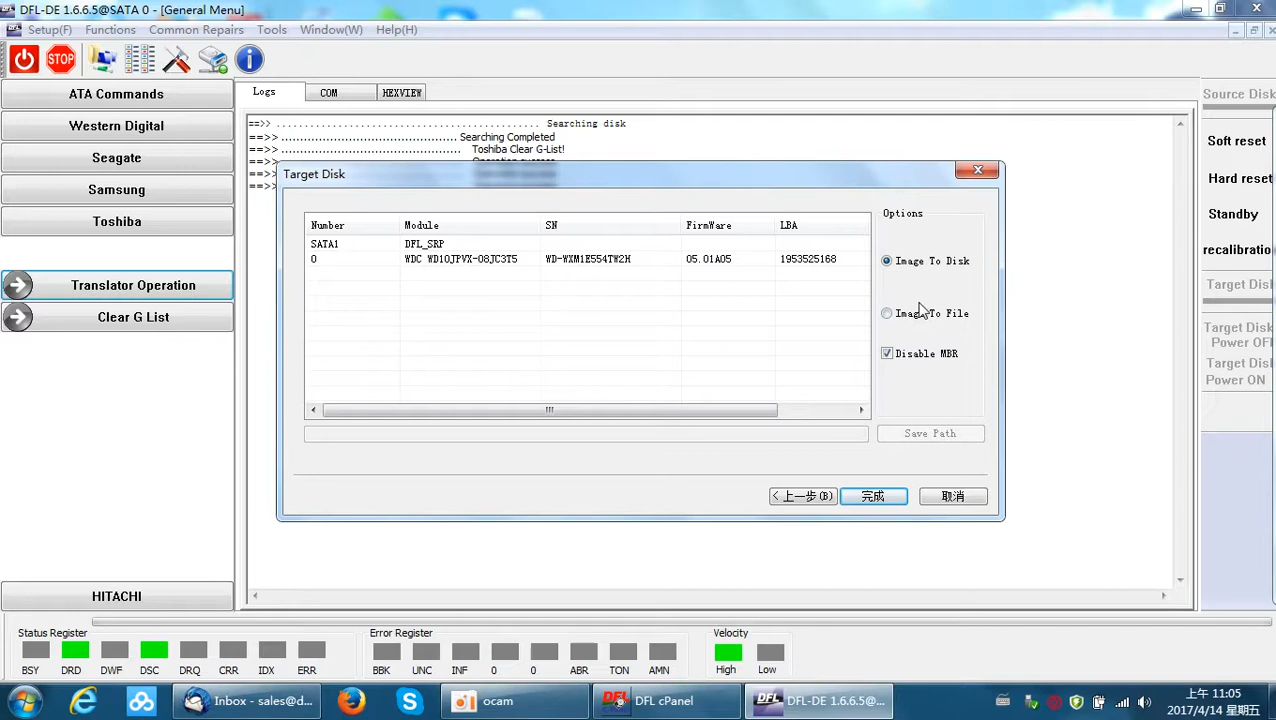 DFL-DE 1.6.6.5@SATA 0 - [General Menu]
Setup(F) Functions Common Repairs Tools Window(W) Help(H)
STOP
ATA Commands
Western Digital
Seagate
Samsung
Toshiba
Translator Operation
Clear G List
HITACHI
Logs COM HEXVIEW
==>> ................................................ Searching disk
==>> ................................................ Searching Completed
==>> ................................................ Toshiba Clear G-List!
==>>
==>>
==>>
Target Disk
Number Module SN FirmWare LBA
SATA1 DFL_SRP
0 WDC WD10JPVX-08JC3T5 WD-WXM1E554TW2H 05.01A05 1953525168
Options
Image To Disk
Image To File
Disable MBR
Save Path
< 上一步(B) 完成 取消
Source Disk
Soft reset
Hard reset
Standby
recalibratio
Target Disk
Target Disk
Power OFF
Target Disk
Power ON
Status Register Error Register Velocity
BSY DRD DWF DSC DRQ CRR IDX ERR BBK UNC INF 0 0 ABR TON AMN High Low
Inbox - sales@d... ocam DFL cPanel DFL-DE 1.6.6.5@...
上午 11:05
2017/4/14 星期五